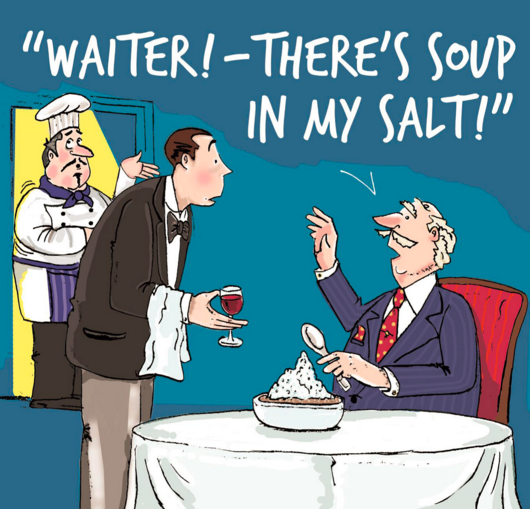 “WAITER! – THERE’S SOUP
IN MY SALT!”